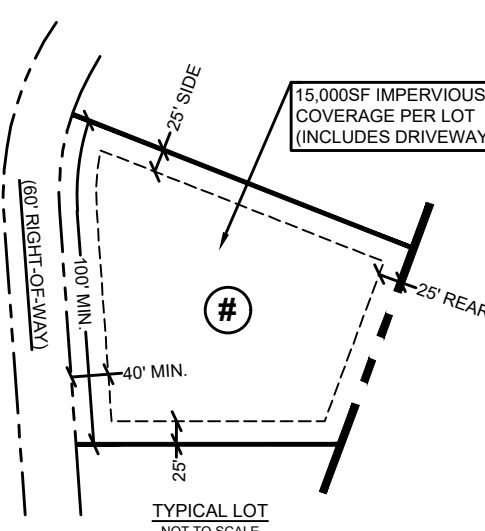 25' SIDE
15,000SF IMPERVIOUS
COVERAGE PER LOT
(INCLUDES DRIVEWAY
(60' RIGHT-OF-WAY)
100' MIN.
#
25' REAR
40' MIN.
25'
TYPICAL LOT
NOT TO SCALE